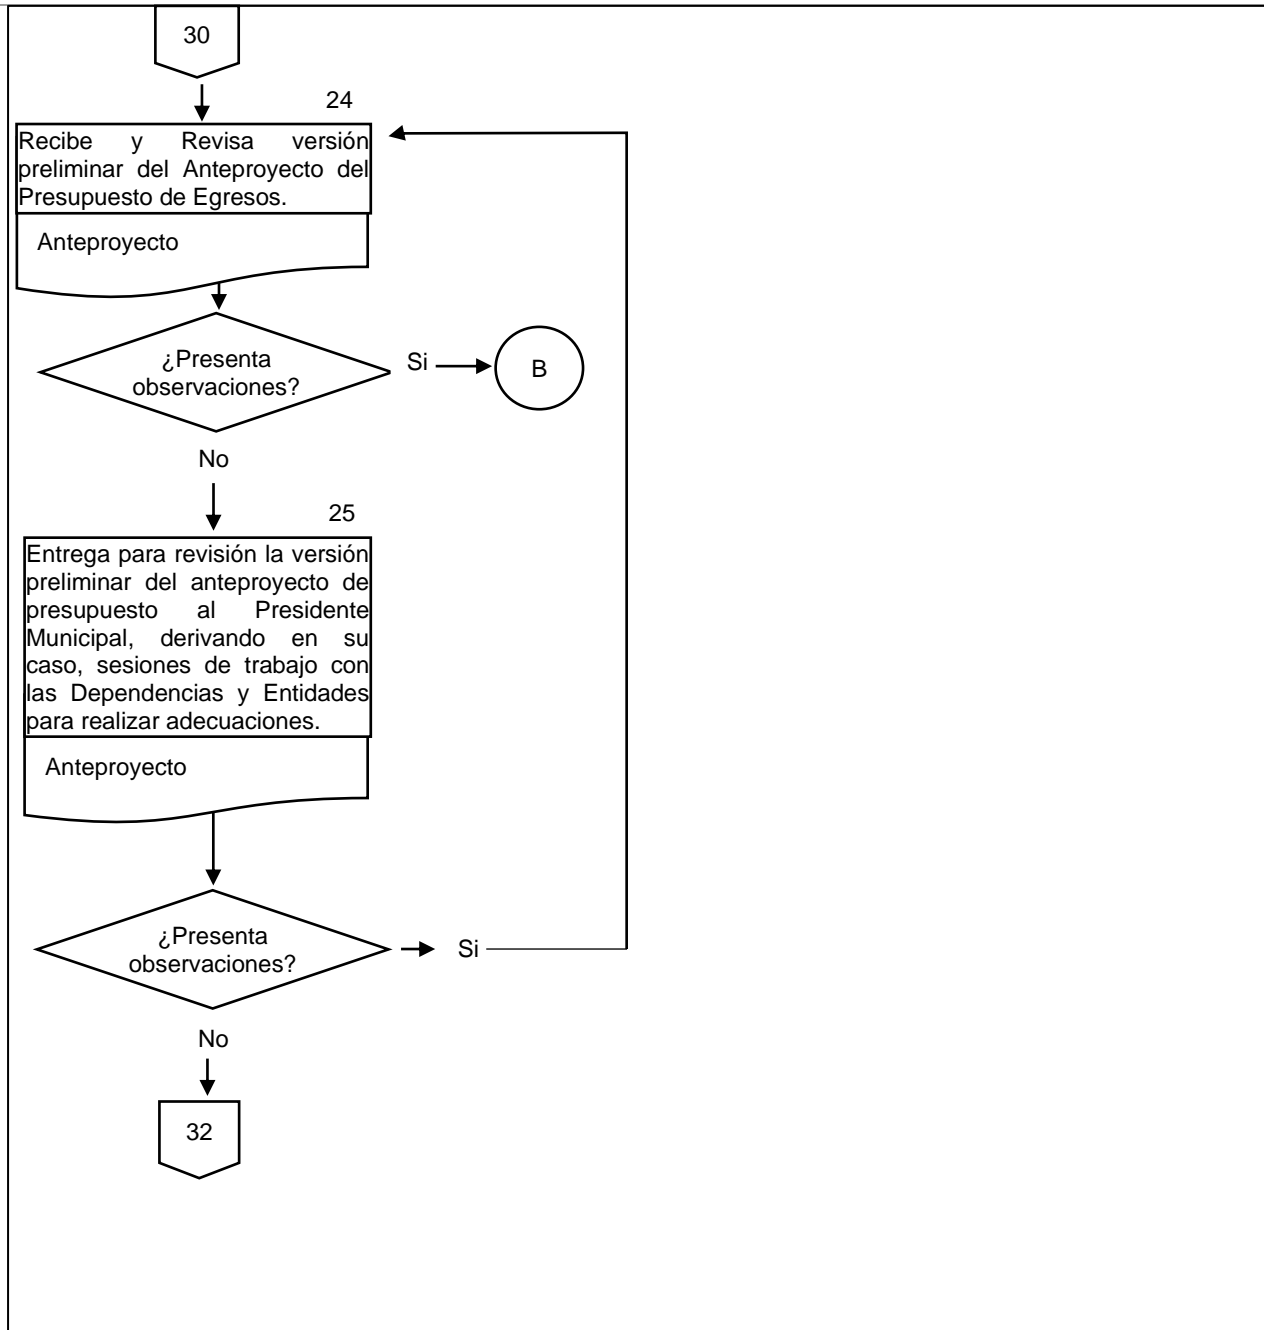 30
24
Recibe y Revisa versión
preliminar del Anteproyecto del
Presupuesto de Egresos.
Anteproyecto
¿Presenta
observaciones?
Si
B
No
25
Entrega para revisión la versión
preliminar del anteproyecto de
presupuesto al Presidente
Municipal, derivando en su
caso, sesiones de trabajo con
las Dependencias y Entidades
para realizar adecuaciones.
Anteproyecto
¿Presenta
observaciones?
Si
No
32